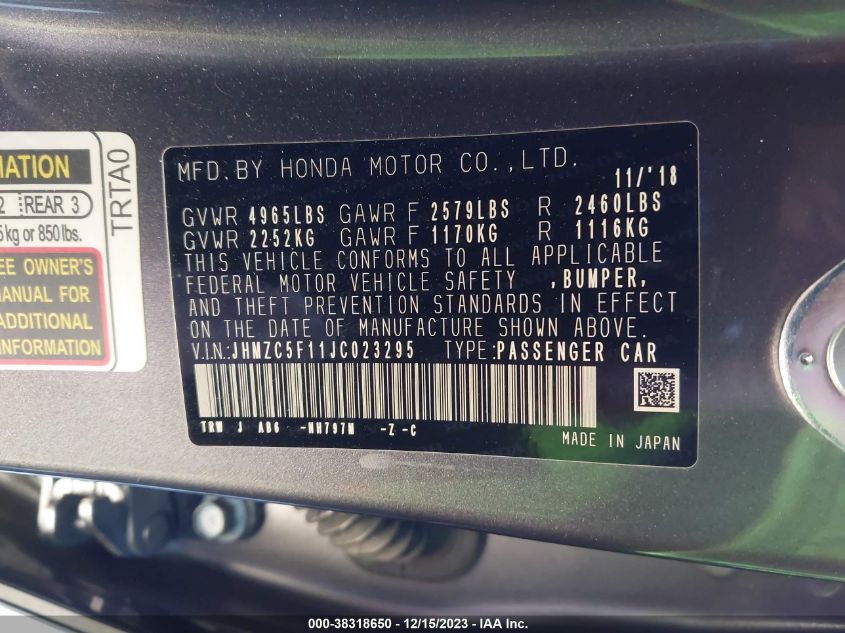 MATION
2 REAR 3
kg or 850 lbs.
EE OWNER'S
MANUAL FOR
ADDITIONAL
INFORMATION
TRTA0
MFD. BY HONDA MOTOR CO.,LTD.
11/'18
GVWR 4965LBS GAWR F 2579LBS R 2460LBS
GVWR 2252KG GAWR F 1170KG R 1116KG
THIS VEHICLE CONFORMS TO ALL APPLICABLE
FEDERAL MOTOR VEHICLE SAFETY ,BUMPER,
AND THEFT PREVENTION STANDARDS IN EFFECT
ON THE DATE OF MANUFACTURE SHOWN ABOVE.
V.I.N:JHMZC5F11JC023295 TYPE:PASSENGER CAR
TRW J AB6 -NH797M -Z -C
MADE IN JAPAN
000-38318650 - 12/15/2023 - IAA Inc.